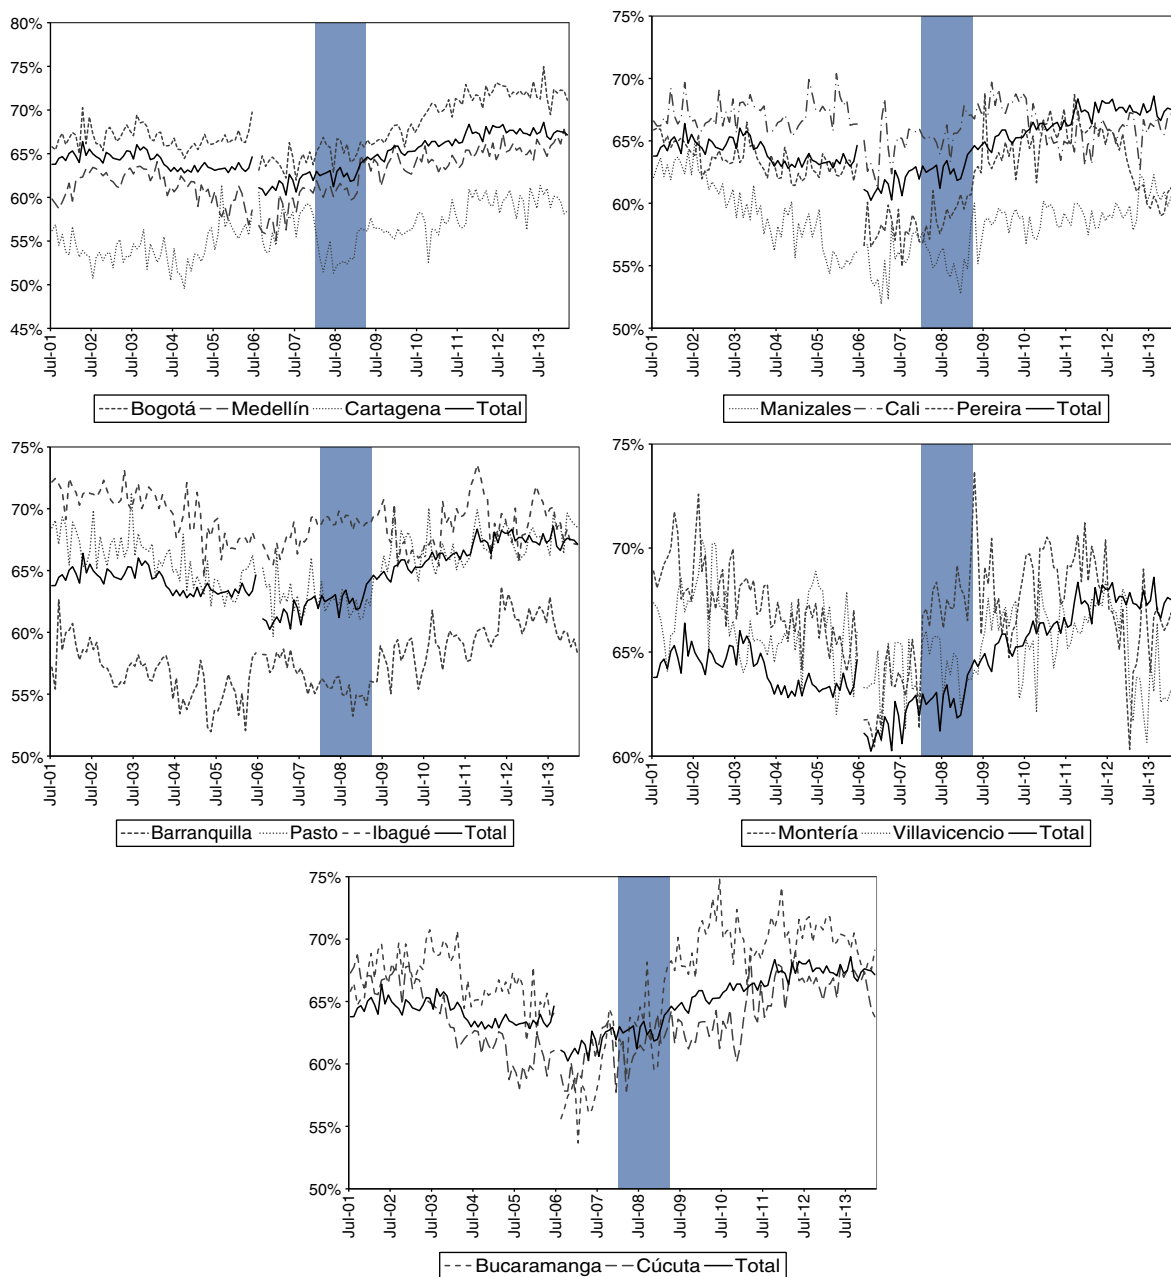 80%
75%
70%
65%
60%
55%
50%
45%
Jul-01
Jul-02
Jul-03
Jul-04
Jul-05
Jul-06
Jul-07
Jul-08
Jul-09
Jul-10
Jul-11
Jul-12
Jul-13
Bogotá Medellín Cartagena Total
75%
70%
65%
60%
55%
50%
Jul-01
Jul-02
Jul-03
Jul-04
Jul-05
Jul-06
Jul-07
Jul-08
Jul-09
Jul-10
Jul-11
Jul-12
Jul-13
Manizales Cali Pereira Total
75%
70%
65%
60%
55%
50%
Jul-01
Jul-02
Jul-03
Jul-04
Jul-05
Jul-06
Jul-07
Jul-08
Jul-09
Jul-10
Jul-11
Jul-12
Jul-13
Barranquilla Pasto Ibagué Total
75%
70%
65%
60%
Jul-01
Jul-02
Jul-03
Jul-04
Jul-05
Jul-06
Jul-07
Jul-08
Jul-09
Jul-10
Jul-11
Jul-12
Jul-13
Montería Villavicencio Total
75%
70%
65%
60%
55%
50%
Jul-01
Jul-02
Jul-03
Jul-04
Jul-05
Jul-06
Jul-07
Jul-08
Jul-09
Jul-10
Jul-11
Jul-12
Jul-13
Bucaramanga Cúcuta Total